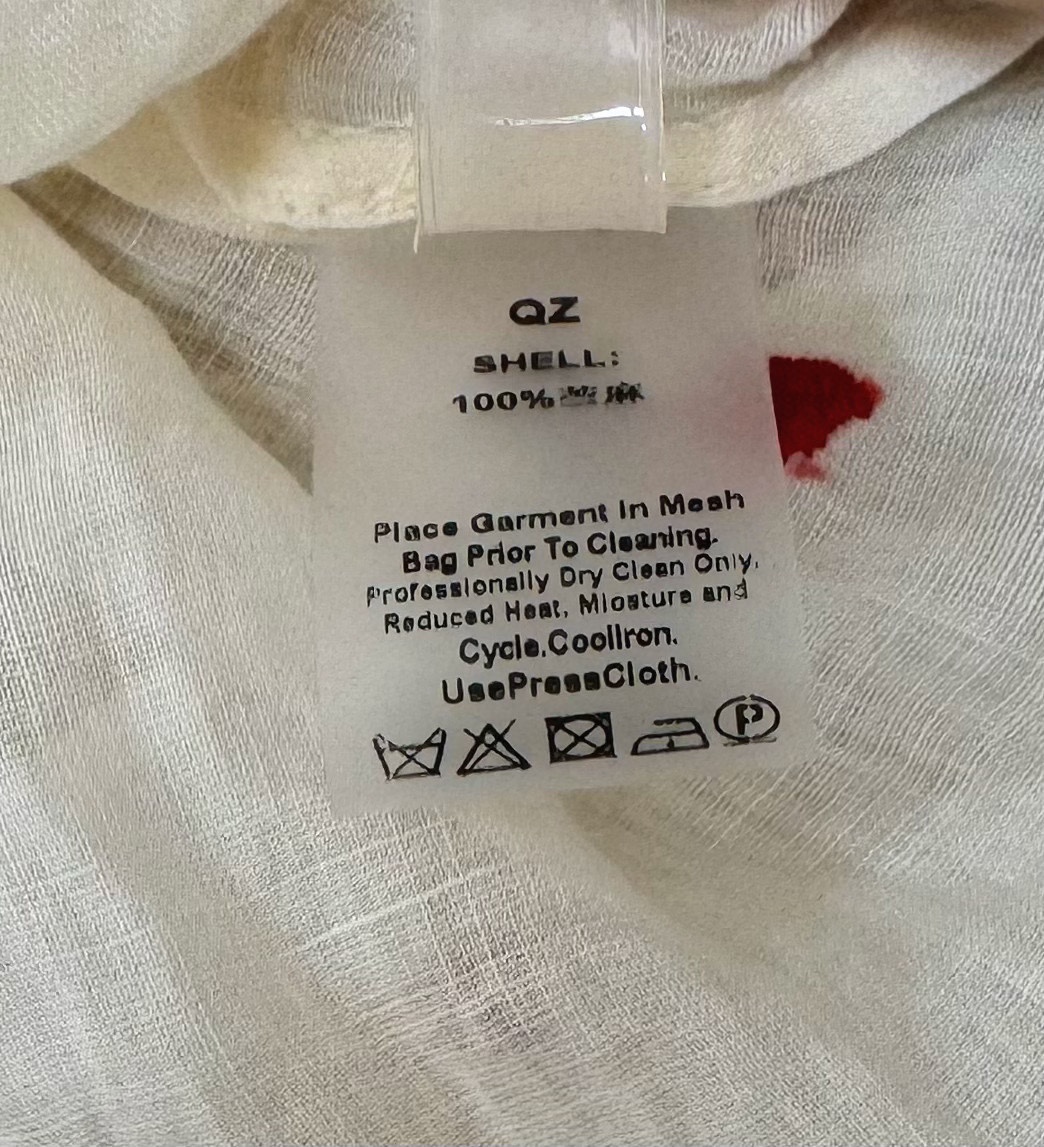 QZ
SHELL:
100%
Place Garment In Mesh
Bag Prior To Cleaning.
Professionally Dry Clean Only.
Reduced Heat, Miosture and
Cycle.CoolIron.
UsePressCloth.
P